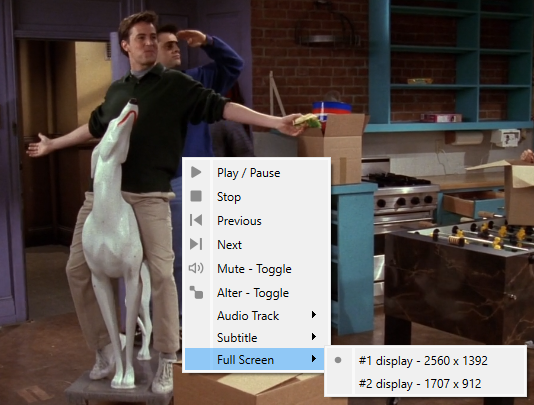 Play / Pause
Stop
Previous
Next
Mute - Toggle
Alter - Toggle
Audio Track
Subtitle
Full Screen
#1 display - 2560 x 1392
#2 display - 1707 x 912